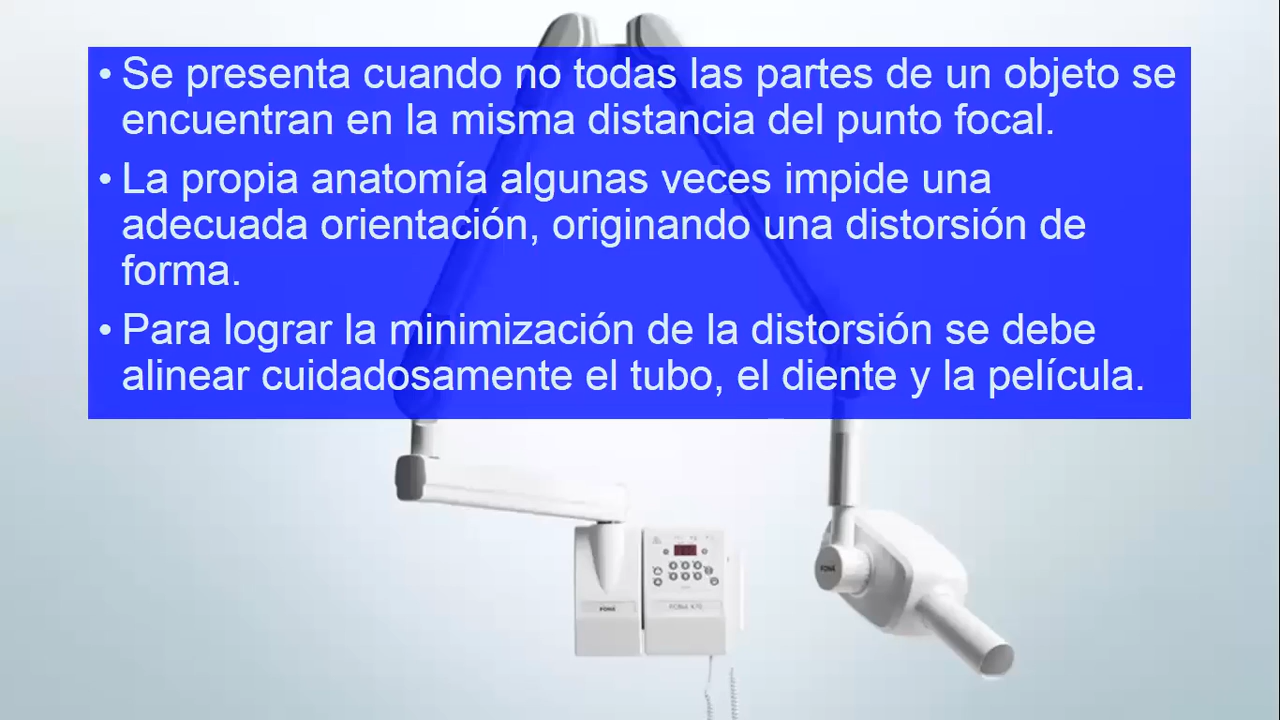 • Se presenta cuando no todas las partes de un objeto se
encuentran en la misma distancia del punto focal.
• La propia anatomía algunas veces impide una
adecuada orientación, originando una distorsión de
forma.
• Para lograr la minimización de la distorsión se debe
alinear cuidadosamente el tubo, el diente y la película.
FONA
FONA